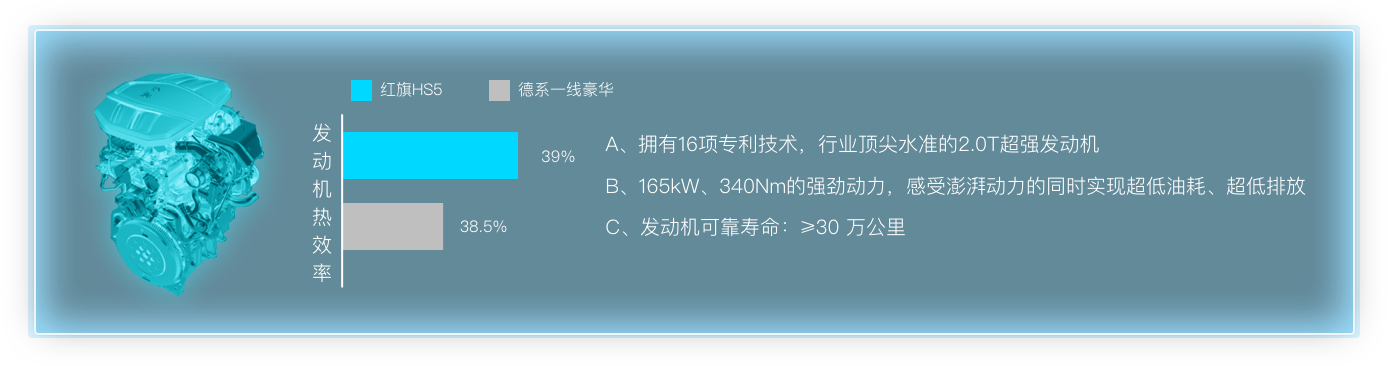 红旗HS5
德系一线豪华
发动机热效率
39%
38.5%
A、拥有16项专利技术，行业顶尖水准的2.0T超强发动机
B、165kW、340Nm的强劲动力，感受澎湃动力的同时实现超低油耗、超低排放
C、发动机可靠寿命：≥30 万公里